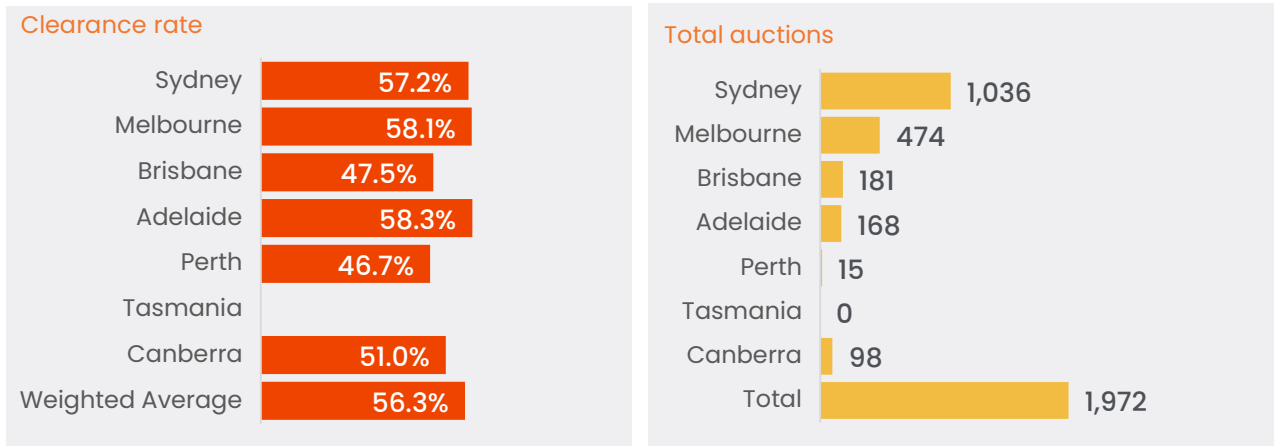 Clearance rate
Sydney 57.2%
Melbourne 58.1%
Brisbane 47.5%
Adelaide 58.3%
Perth 46.7%
Tasmania
Canberra 51.0%
Weighted Average 56.3%
Total auctions
Sydney 1,036
Melbourne 474
Brisbane 181
Adelaide 168
Perth 15
Tasmania 0
Canberra 98
Total 1,972